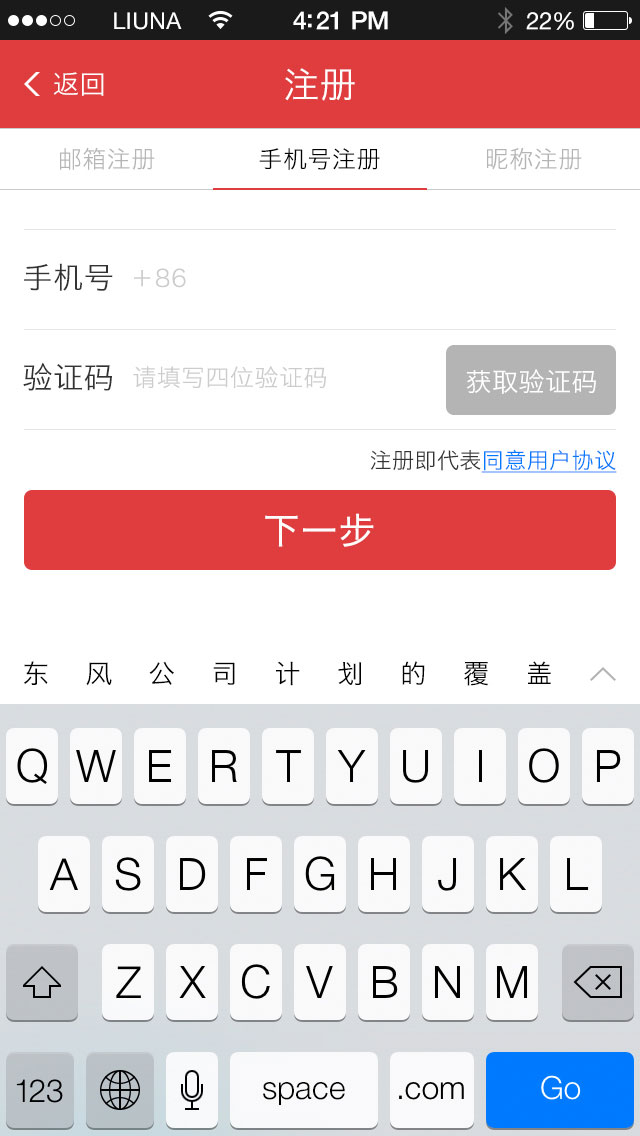 LIUNA 4:21 PM 22%
返回 注册
邮箱注册 手机号注册 昵称注册
手机号 +86
验证码 请填写四位验证码 获取验证码
注册即代表同意用户协议
下一步
东 风 公 司 计 划 的 覆 盖
Q W E R T Y U I O P
A S D F G H J K L
Z X C V B N M
123 space .com Go